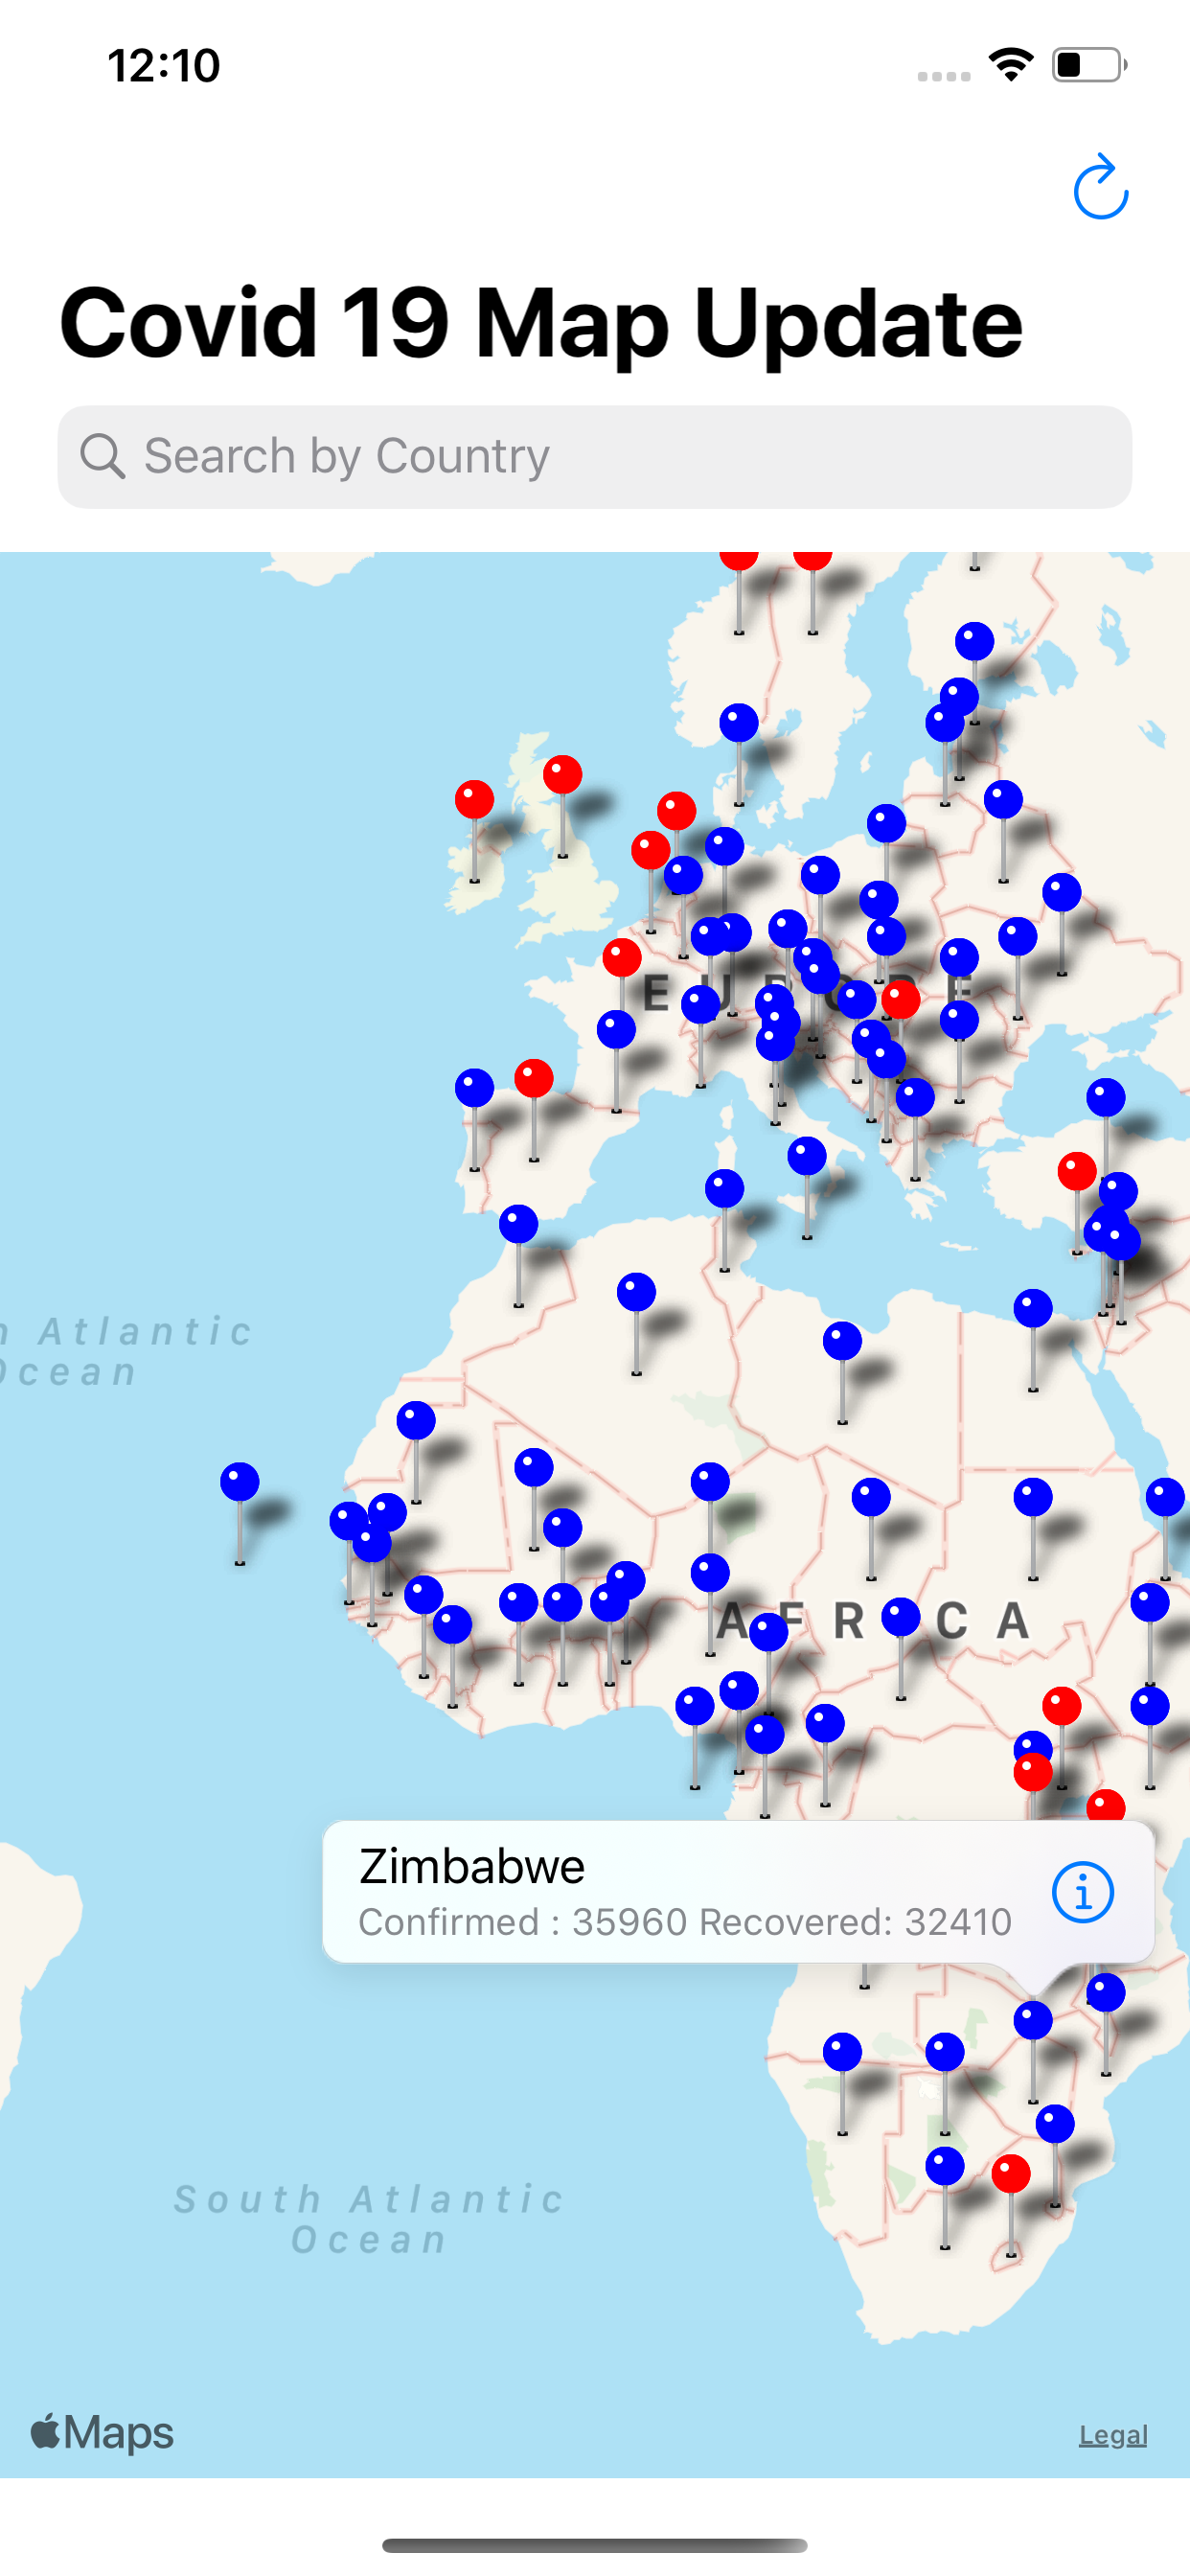 12:10
Covid 19 Map Update
Search by Country
EUROPE
Atlantic
Ocean
AFRICA
Zimbabwe
Confirmed : 35960 Recovered: 32410
South Atlantic
Ocean
Maps
Legal